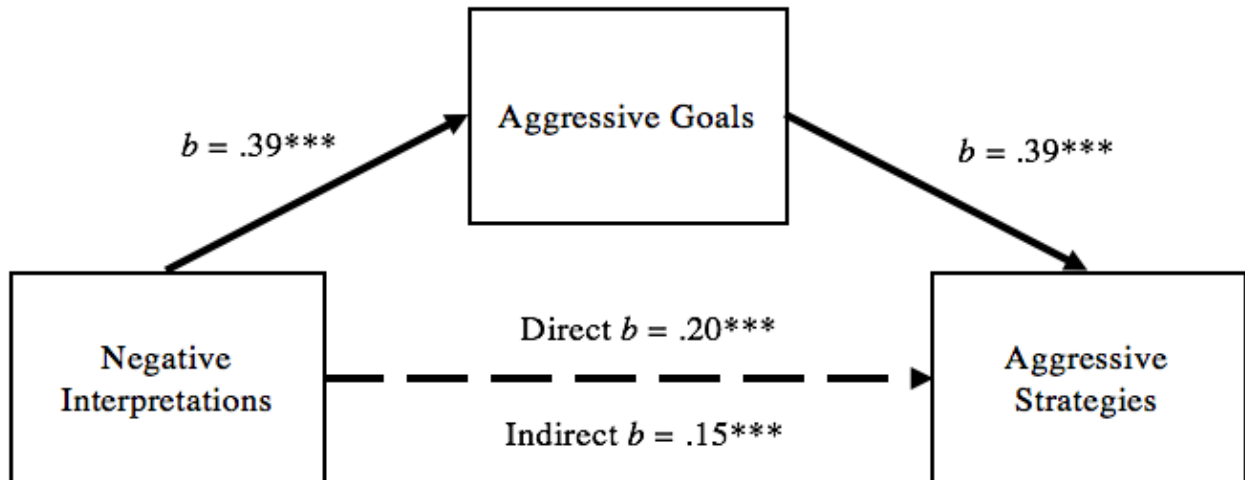 Aggressive Goals
b = .39***
b = .39***
Direct b = .20***
Negative
Interpretations
Aggressive
Strategies
Indirect b = .15***